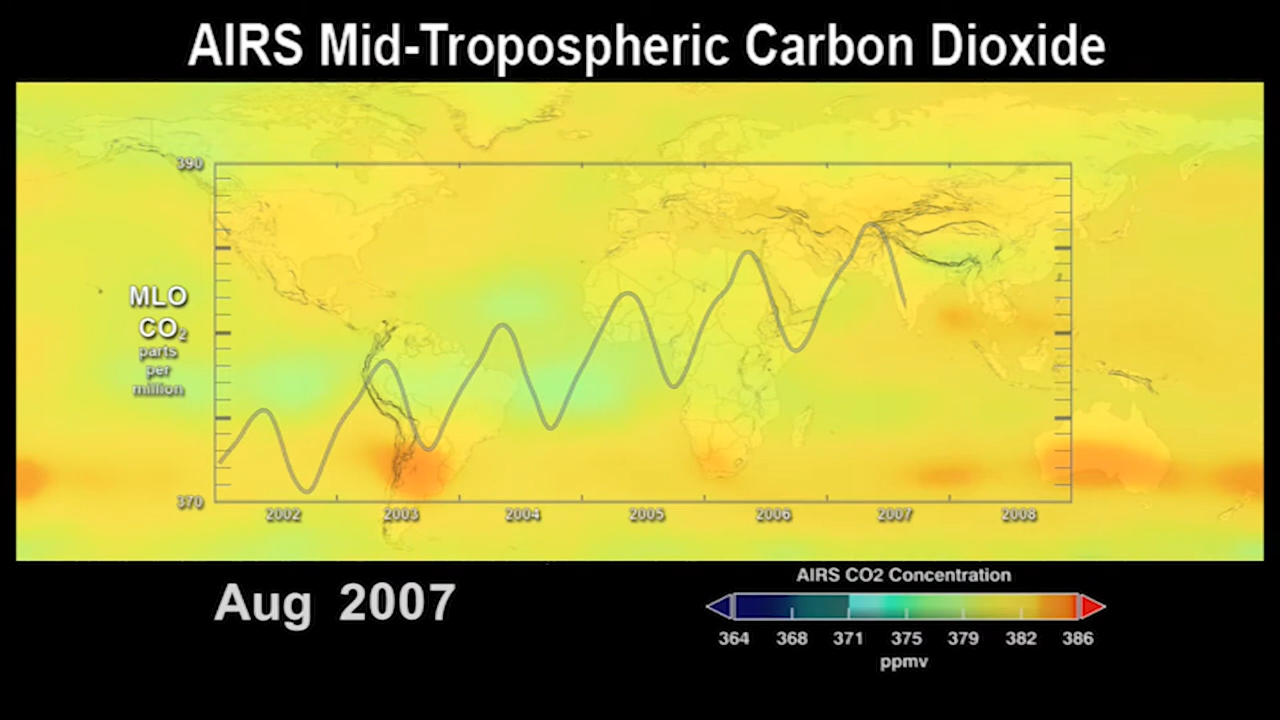 AIRS Mid-Tropospheric Carbon Dioxide
390
MLO
CO₂
parts
per
million
370
2002 2003 2004 2005 2006 2007 2008
Aug 2007
AIRS CO2 Concentration
364 368 371 375 379 382 386
ppmv